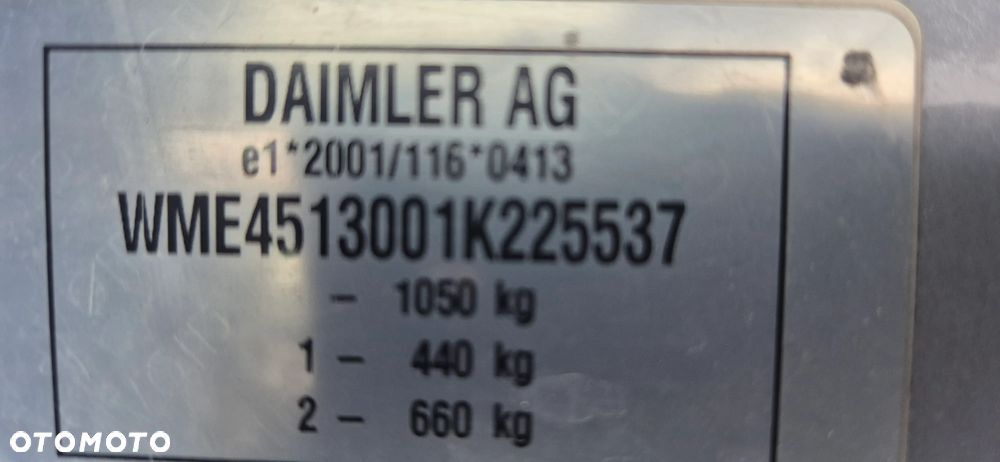 DAIMLER AG
e1*2001/116*0413
WME4513001K225537
- 1050 kg
1 - 440 kg
2 - 660 kg
OTOMOTO